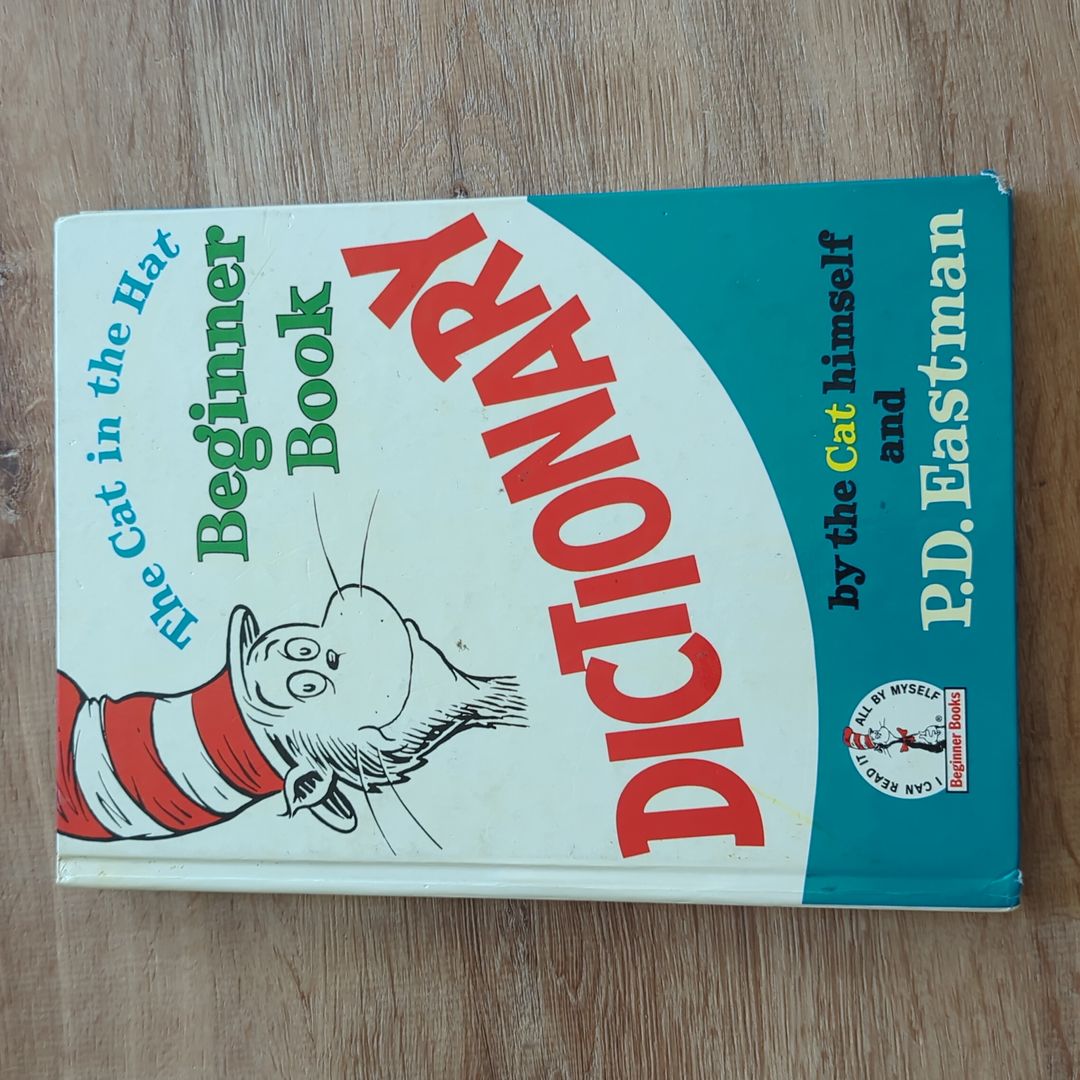 The Cat in the Hat
Beginner
Book
DICTIONARY
by the Cat himself
and
P.D. Eastman
I CAN READ IT ALL BY MYSELF
®
Beginner Books